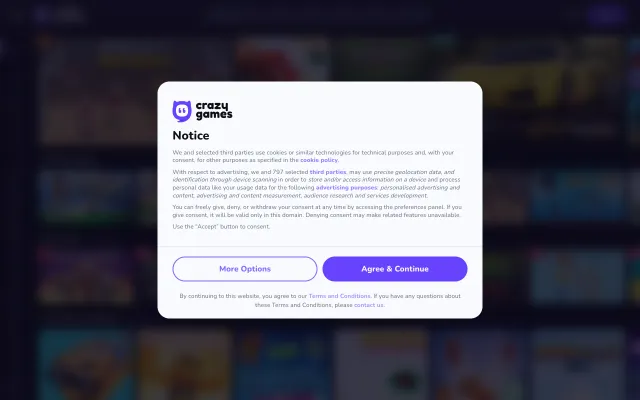 crazy
games
Notice
We and selected third parties use cookies or similar technologies for technical purposes and, with your
consent, for other purposes as specified in the cookie policy.
With respect to advertising, we and 797 selected third parties, may use precise geolocation data, and
identification through device scanning in order to store and/or access information on a device and process
personal data like your usage data for the following advertising purposes: personalised advertising and
content, advertising and content measurement, audience research and services development.
You can freely give, deny, or withdraw your consent at any time by accessing the preferences panel. If you
give consent, it will be valid only in this domain. Denying consent may make related features unavailable.
Use the "Accept" button to consent.
More Options
Agree & Continue
By continuing to this website, you agree to our Terms and Conditions. If you have any questions about
these Terms and Conditions, please contact us.